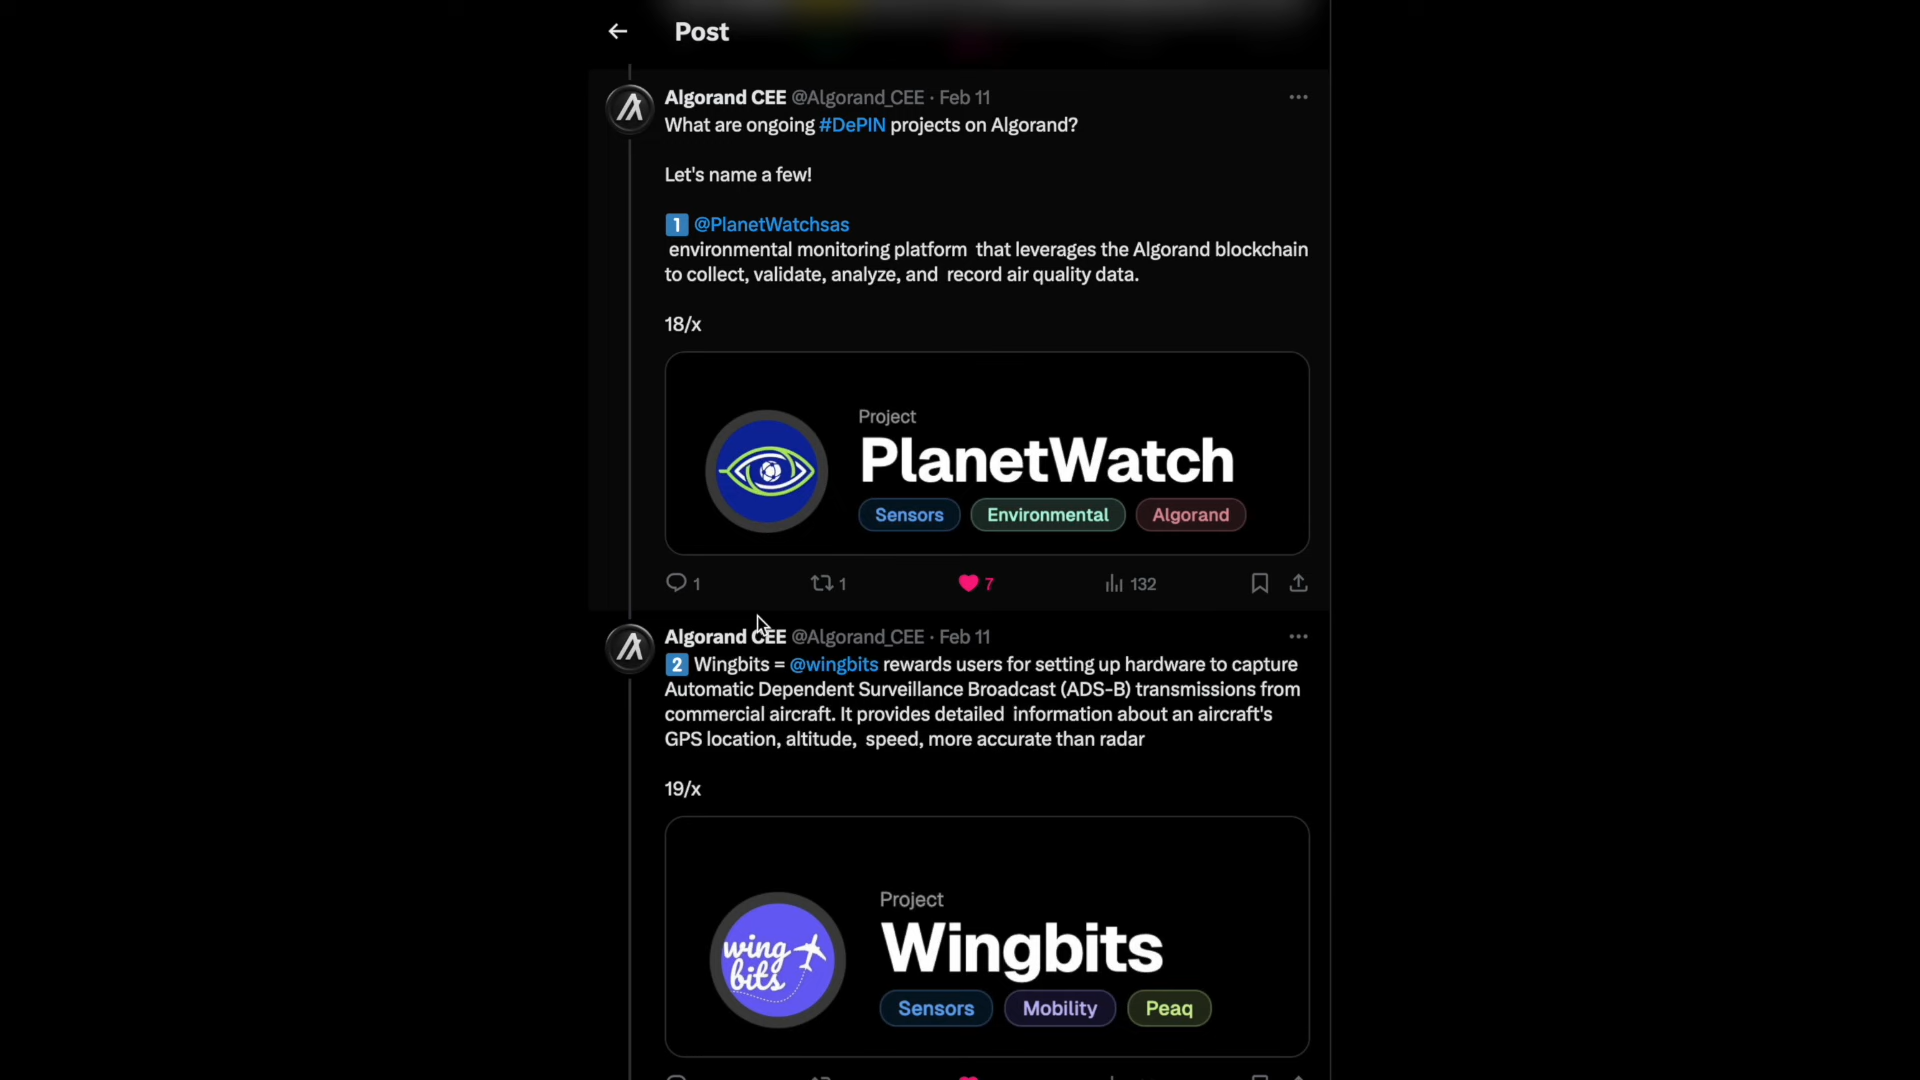 Post
Algorand CEE @Algorand_CEE · Feb 11
What are ongoing #DePIN projects on Algorand?
Let's name a few!
1 @PlanetWatchsas
environmental monitoring platform that leverages the Algorand blockchain
to collect, validate, analyze, and record air quality data.
18/x
Project
PlanetWatch
Sensors Environmental Algorand
1 1 7 132
Algorand CEE @Algorand_CEE · Feb 11
2 Wingbits = @wingbits rewards users for setting up hardware to capture
Automatic Dependent Surveillance Broadcast (ADS-B) transmissions from
commercial aircraft. It provides detailed information about an aircraft's
GPS location, altitude, speed, more accurate than radar
19/x
Project
wing
bits
Wingbits
Sensors Mobility Peaq